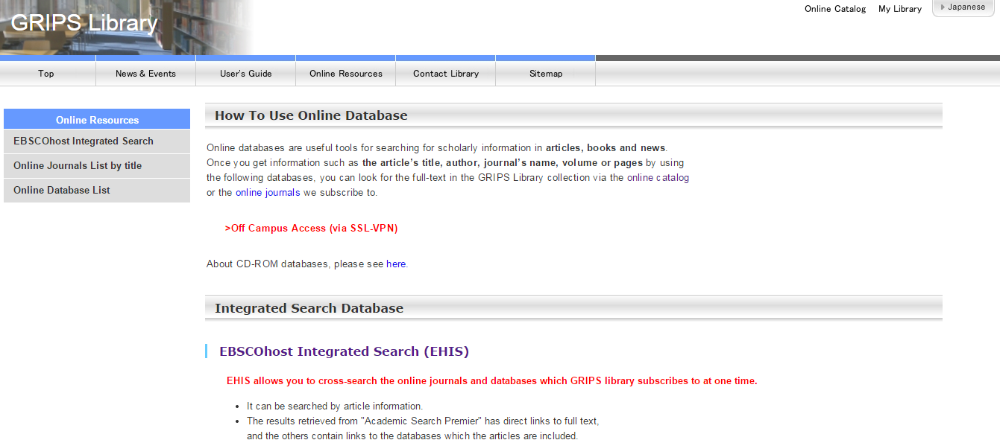 GRIPS Library
Online Catalog
My Library
Japanese
Top
News & Events
User's Guide
Online Resources
Contact Library
Sitemap
Online Resources
EBSCOhost Integrated Search
Online Journals List by title
Online Database List
How To Use Online Database
Online databases are useful tools for searching for scholarly information in articles, books and news.
Once you get information such as the article's title, author, journal's name, volume or pages by using
the following databases, you can look for the full-text in the GRIPS Library collection via the online catalog
or the online journals we subscribe to.
>Off Campus Access (via SSL-VPN)
About CD-ROM databases, please see here.
Integrated Search Database
EBSCOhost Integrated Search (EHIS)
EHIS allows you to cross-search the online journals and databases which GRIPS library subscribes to at one time.
• It can be searched by article information.
• The results retrieved from "Academic Search Premier" has direct links to full text,
and the others contain links to the databases which the articles are included.